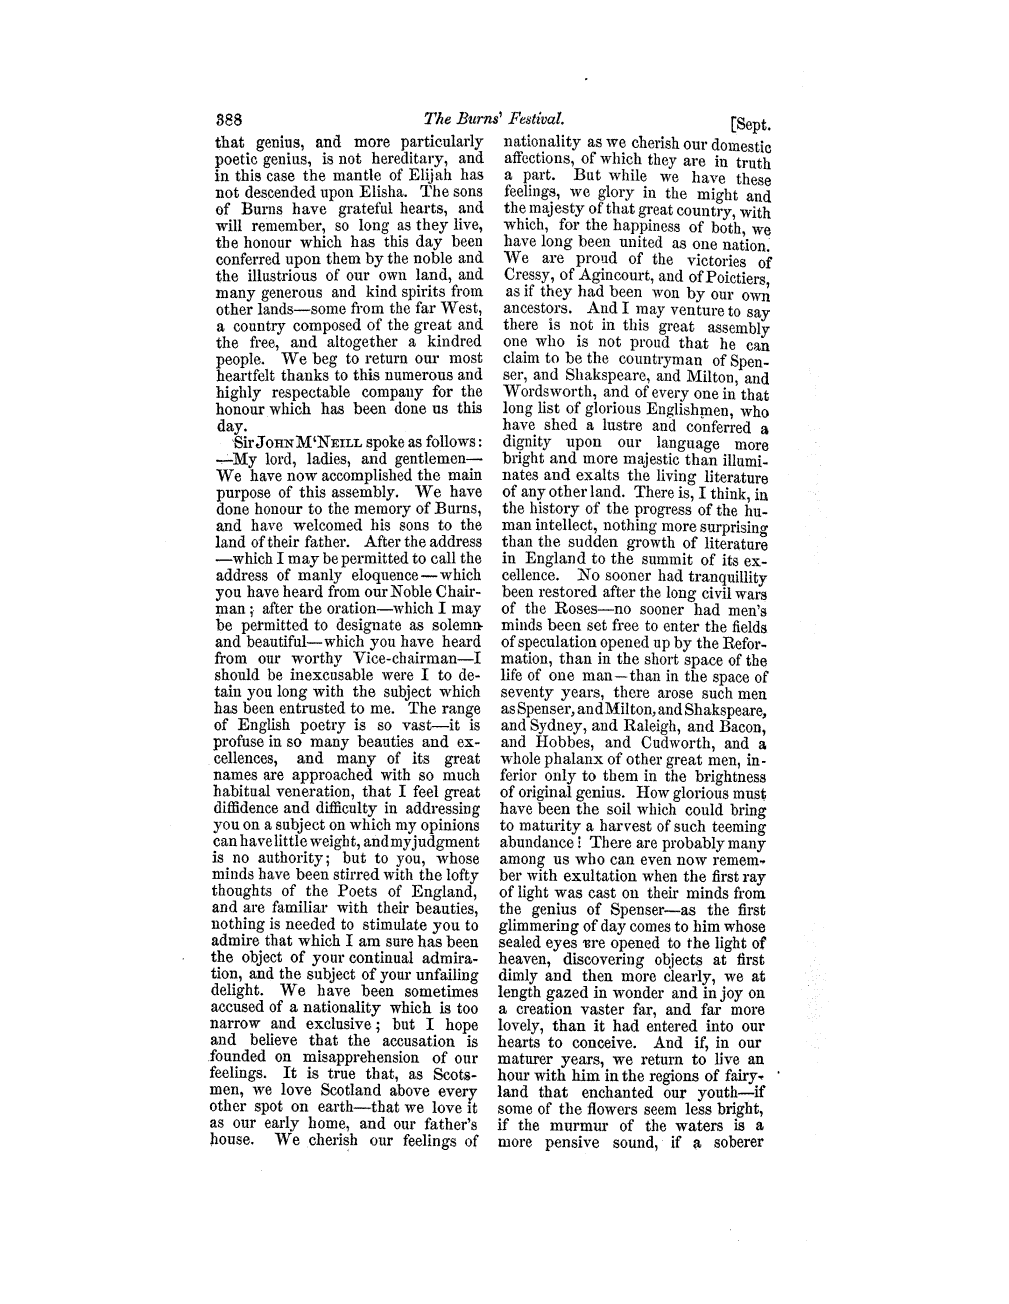 388 The Burns' Festival. [Sept.
that genius, and more particularly
poetic genius, is not hereditary, and
in this case the mantle of Elijah has
not descended upon Elisha. The sons
of Burns have grateful hearts, and
will remember, so long as they live,
the honour which has this day been
conferred upon them by the noble and
the illustrious of our own land, and
many generous and kind spirits from
other lands—some from the far West,
a country composed of the great and
the free, and altogether a kindred
people. We beg to return our most
heartfelt thanks to this numerous and
highly respectable company for the
honour which has been done us this
day.
Sir JOHN M‘NEILL spoke as follows:
—My lord, ladies, and gentlemen—
We have now accomplished the main
purpose of this assembly. We have
done honour to the memory of Burns,
and have welcomed his sons to the
land of their father. After the address
—which I may be permitted to call the
address of manly eloquence—which
you have heard from our Noble Chair-
man; after the oration—which I may
be permitted to designate as solemn
and beautiful—which you have heard
from our worthy Vice-chairman—I
should be inexcusable were I to de-
tain you long with the subject which
has been entrusted to me. The range
of English poetry is so vast—it is
profuse in so many beauties and ex-
cellences, and many of its great
names are approached with so much
habitual veneration, that I feel great
diffidence and difficulty in addressing
you on a subject on which my opinions
can have little weight, and my judgment
is no authority; but to you, whose
minds have been stirred with the lofty
thoughts of the Poets of England,
and are familiar with their beauties,
nothing is needed to stimulate you to
admire that which I am sure has been
the object of your continual admira-
tion, and the subject of your unfailing
delight. We have been sometimes
accused of a nationality which is too
narrow and exclusive; but I hope
and believe that the accusation is
founded on misapprehension of our
feelings. It is true that, as Scots-
men, we love Scotland above every
other spot on earth—that we love it
as our early home, and our father's
house. We cherish our feelings of
nationality as we cherish our domestic
affections, of which they are in truth
a part. But while we have these
feelings, we glory in the might and
the majesty of that great country, with
which, for the happiness of both, we
have long been united as one nation.
We are proud of the victories of
Cressy, of Agincourt, and of Poictiers,
as if they had been won by our own
ancestors. And I may venture to say
there is not in this great assembly
one who is not proud that he can
claim to be the countryman of Spen-
ser, and Shakspeare, and Milton, and
Wordsworth, and of every one in that
long list of glorious Englishmen, who
have shed a lustre and conferred a
dignity upon our language more
bright and more majestic than illumi-
nates and exalts the living literature
of any other land. There is, I think, in
the history of the progress of the hu-
man intellect, nothing more surprising
than the sudden growth of literature
in England to the summit of its ex-
cellence. No sooner had tranquillity
been restored after the long civil wars
of the Roses—no sooner had men's
minds been set free to enter the fields
of speculation opened up by the Refor-
mation, than in the short space of the
life of one man—than in the space of
seventy years, there arose such men
as Spenser, and Milton, and Shakspeare,
and Sydney, and Raleigh, and Bacon,
and Hobbes, and Cudworth, and a
whole phalanx of other great men, in-
ferior only to them in the brightness
of original genius. How glorious must
have been the soil which could bring
to maturity a harvest of such teeming
abundance! There are probably many
among us who can even now remem-
ber with exultation when the first ray
of light was cast on their minds from
the genius of Spenser—as the first
glimmering of day comes to him whose
sealed eyes are opened to the light of
heaven, discovering objects at first
dimly and then more clearly, we at
length gazed in wonder and in joy on
a creation vaster far, and far more
lovely, than it had entered into our
hearts to conceive. And if, in our
maturer years, we return to live an
hour with him in the regions of fairy-
land that enchanted our youth—if
some of the flowers seem less bright,
if the murmur of the waters is a
more pensive sound, if a soberer